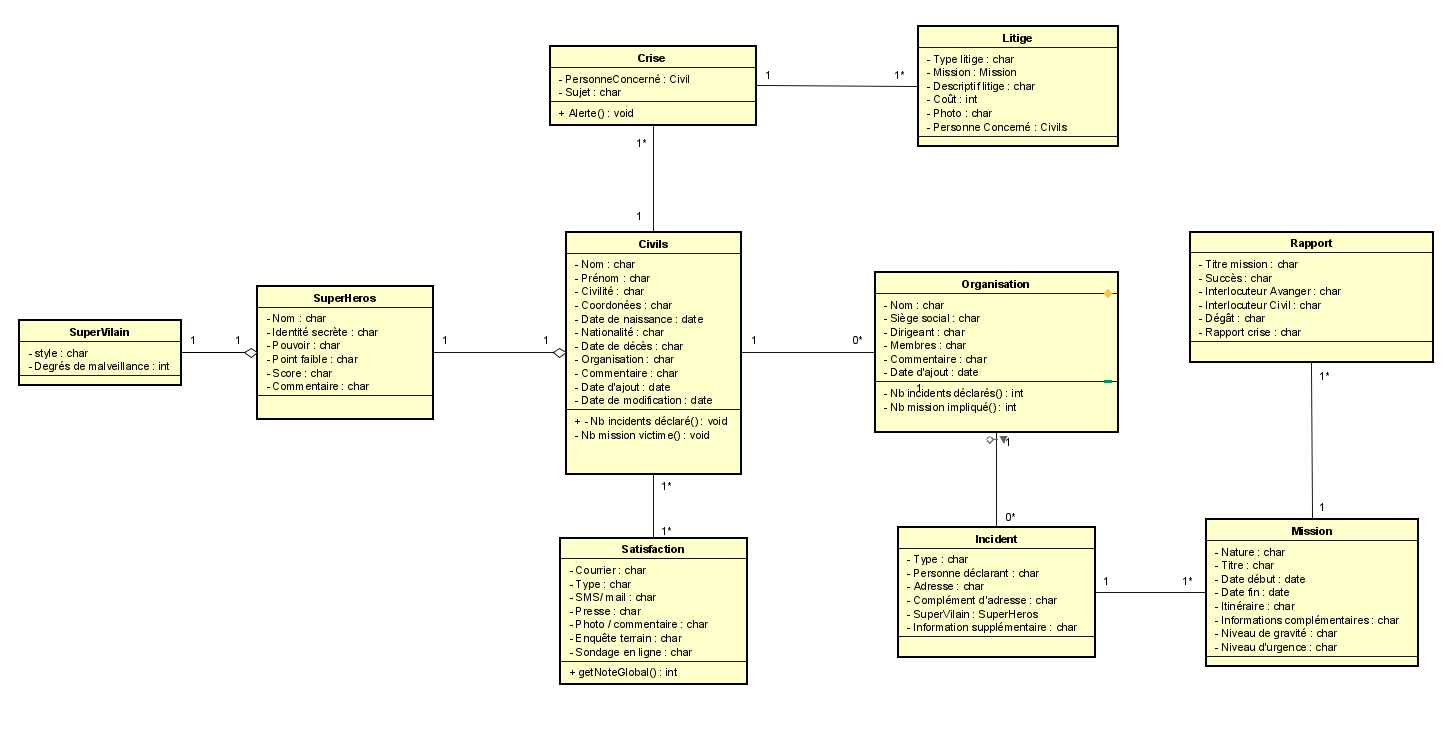 Crise
- PersonneConcerné : Civil
- Sujet : char
+ Alerte() : void
1
1*
Litige
- Type litige : char
- Mission : Mission
- Descriptif litige : char
- Coût : int
- Photo : char
- Personne Concerné : Civils
1*
1
SuperVilain
- style : char
- Degrés de malveillance : int
1
1
SuperHeros
- Nom : char
- Identité secrète : char
- Pouvoir : char
- Point faible : char
- Score : char
- Commentaire : char
1
1
Civils
- Nom : char
- Prénom : char
- Civilité : char
- Coordonées : char
- Date de naissance : date
- Nationalité : char
- Date de décès : char
- Organisation : char
- Commentaire : char
- Date d'ajout : date
- Date de modification : date
+ - Nb incidents déclaré() : void
- Nb mission victime() : void
1
0*
Organisation
- Nom : char
- Siège social : char
- Dirigeant : char
- Membres : char
- Commentaire : char
- Date d'ajout : date
1
- Nb incidents déclarés() : int
- Nb mission impliqué() : int
1
0*
Rapport
- Titre mission : char
- Succès : char
- Interlocuteur Avanger : char
- Interlocuteur Civil : char
- Dégât : char
- Rapport crise : char
1*
1
1*
1*
Satisfaction
- Courrier : char
- Type : char
- SMS/ mail : char
- Presse : char
- Photo / commentaire : char
- Enquête terrain : char
- Sondage en ligne : char
+ getNoteGlobal() : int
Incident
- Type : char
- Personne déclarant : char
- Adresse : char
- Complément d'adresse : char
- SuperVilain : SuperHeros
- Information supplémentaire : char
1
1*
Mission
- Nature : char
- Titre : char
- Date début : date
- Date fin : date
- Itinéraire : char
- Informations complémentaires : char
- Niveau de gravité : char
- Niveau d'urgence : char